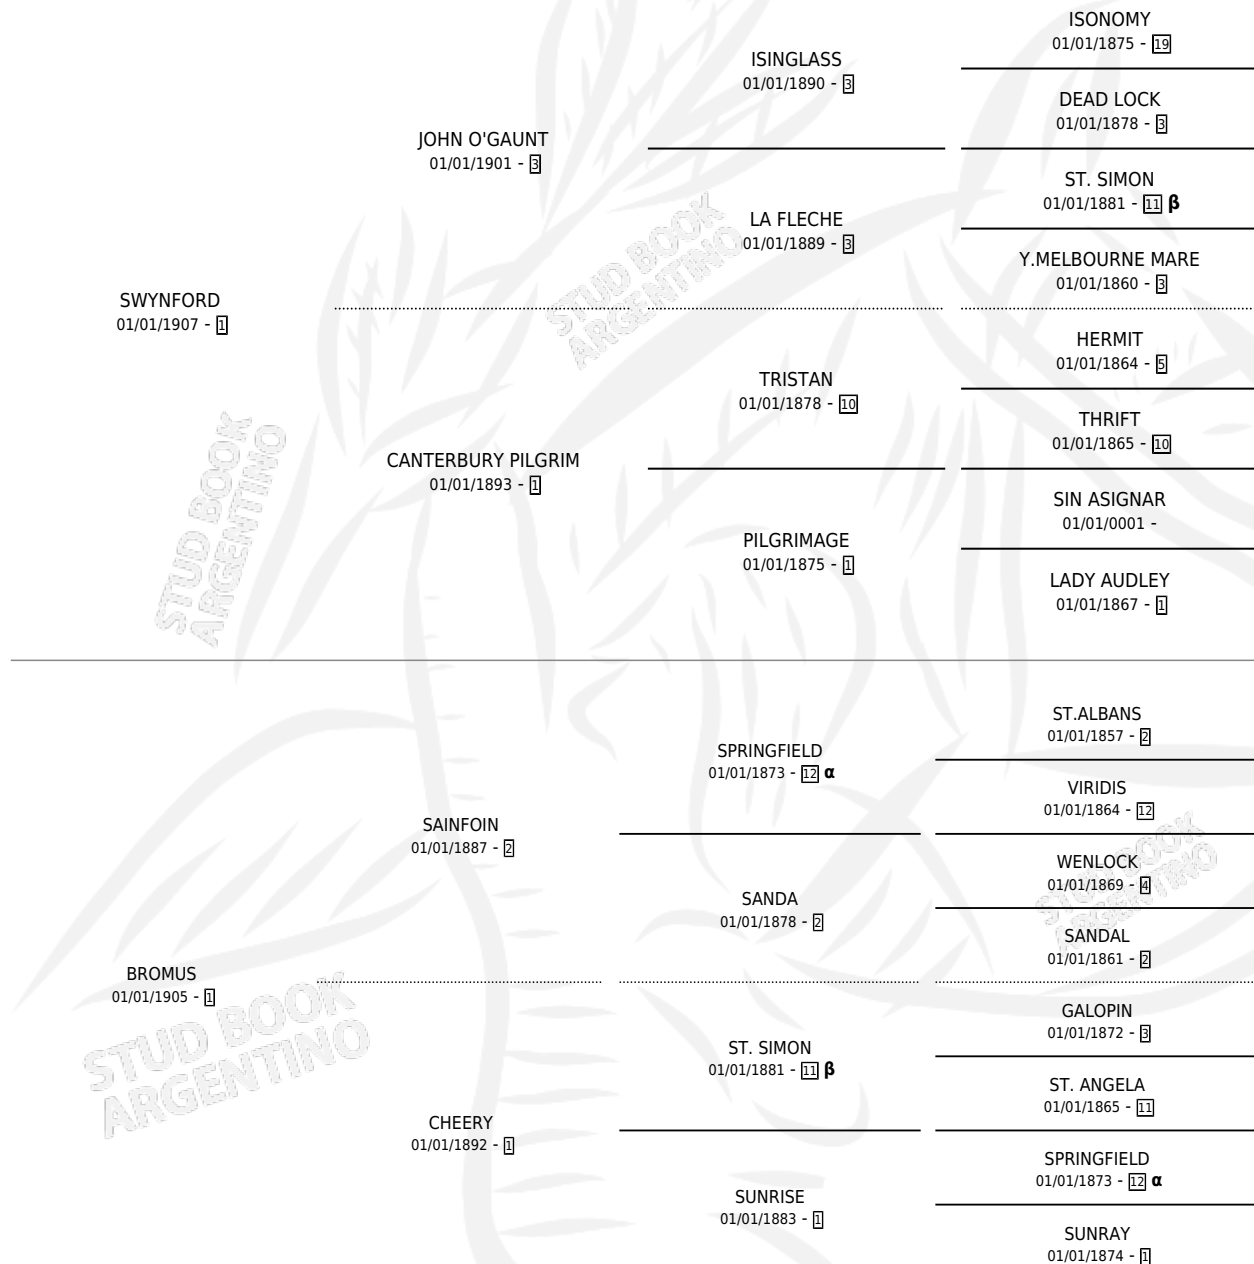 ISONOMY
01/01/1875 - 19
ISINGLASS
01/01/1890 - 3
DEAD LOCK
01/01/1878 - 3
JOHN O'GAUNT
01/01/1901 - 3
ST. SIMON
01/01/1881 - 11 β
LA FLECHE
01/01/1889 - 3
Y.MELBOURNE MARE
01/01/1860 - 3
STUD BOOK
ARGENTINO
SWYNFORD
01/01/1907 - 1
HERMIT
01/01/1864 - 5
TRISTAN
01/01/1878 - 10
THRIFT
01/01/1865 - 10
CANTERBURY PILGRIM
01/01/1893 - 1
SIN ASIGNAR
01/01/0001 -
PILGRIMAGE
01/01/1875 - 1
LADY AUDLEY
01/01/1867 - 1
STUD BOOK
ARGENTINO
ST.ALBANS
01/01/1857 - 2
SPRINGFIELD
01/01/1873 - 12 α
VIRIDIS
01/01/1864 - 12
SAINFOIN
01/01/1887 - 2
WENLOCK
01/01/1869 - 4
SANDA
01/01/1878 - 2
SANDAL
01/01/1861 - 2
STUD BOOK
ARGENTINO
BROMUS
01/01/1905 - 1
GALOPIN
01/01/1872 - 3
ST. SIMON
01/01/1881 - 11 β
ST. ANGELA
01/01/1865 - 11
STUD BOOK
ARGENTINO
CHEERY
01/01/1892 - 1
SPRINGFIELD
01/01/1873 - 12 α
SUNRISE
01/01/1883 - 1
SUNRAY
01/01/1874 - 1